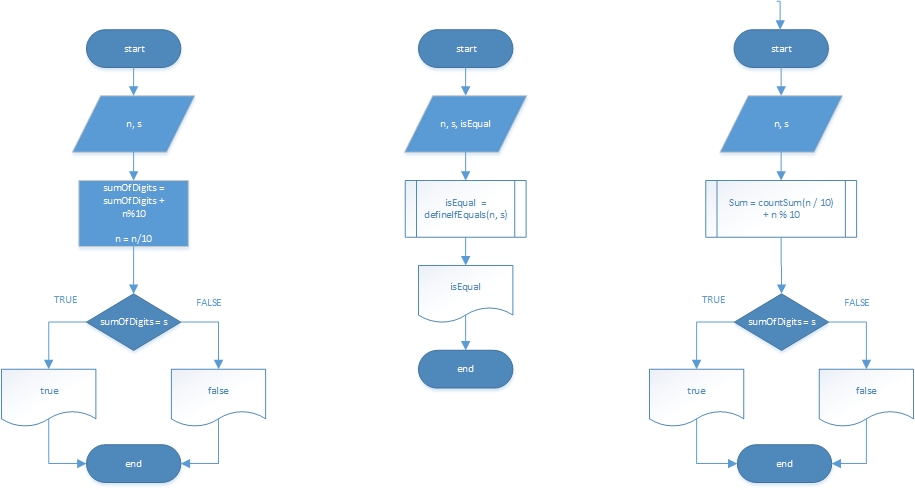 start
n, s
sumOfDigits =
sumOfDigits +
n%10
n = n/10
TRUE
FALSE
sumOfDigits = s
true
false
end
start
n, s, isEqual
isEqual =
defineIfEquals(n, s)
isEqual
end
start
n, s
Sum = countSum(n / 10)
+ n % 10
TRUE
FALSE
sumOfDigits = s
true
false
end